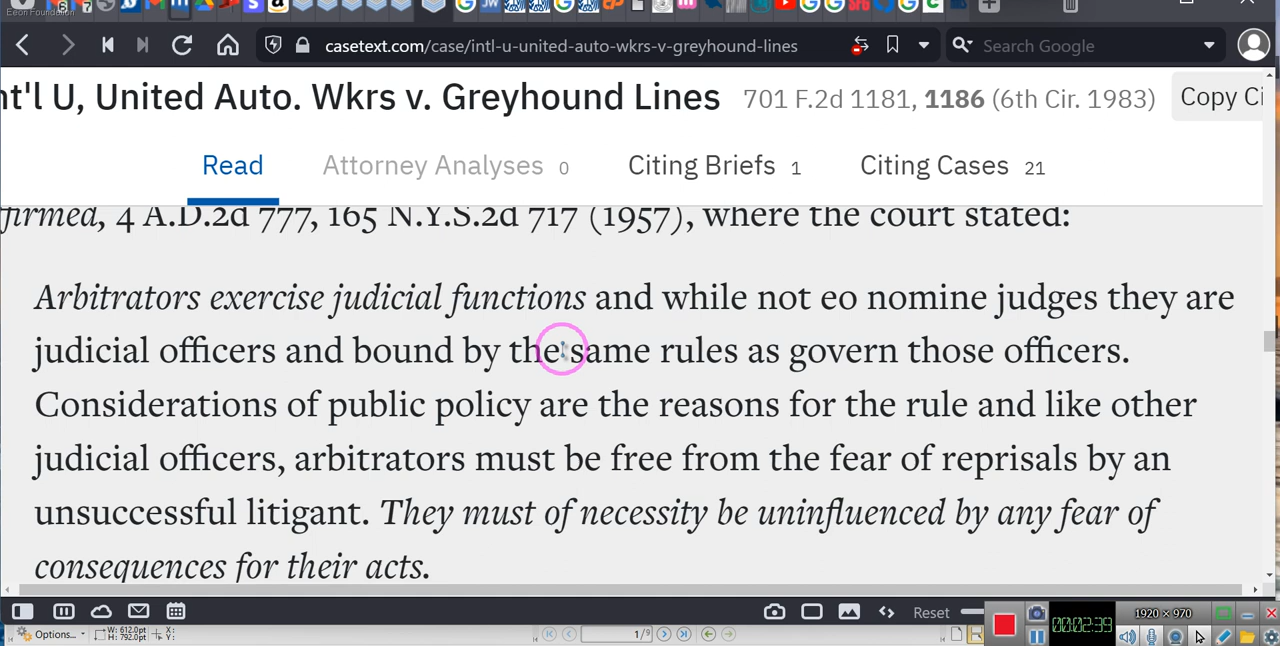 Eeon Foundation
casetext.com/case/intl-u-united-auto-wkrs-v-greyhound-lines
Search Google
nt'l U, United Auto. Wkrs v. Greyhound Lines 701 F.2d 1181, 1186 (6th Cir. 1983) Copy Ci
Read Attorney Analyses 0 Citing Briefs 1 Citing Cases 21
firmed, 4 A.D.2d 777, 165 N.Y.S.2d 717 (1957), where the court stated:
Arbitrators exercise judicial functions and while not eo nomine judges they are
judicial officers and bound by the same rules as govern those officers.
Considerations of public policy are the reasons for the rule and like other
judicial officers, arbitrators must be free from the fear of reprisals by an
unsuccessful litigant. They must of necessity be uninfluenced by any fear of
consequences for their acts.
Reset
00:02:39
1920 × 970
Options...
W: 612.0pt
H: 792.0pt
X:
Y:
1/9